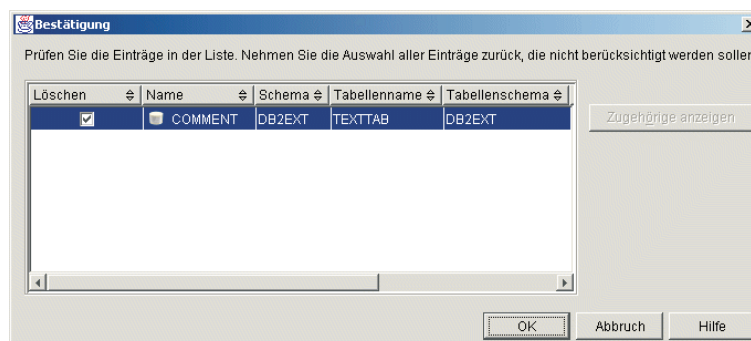 Bestätigung
Prüfen Sie die Einträge in der Liste. Nehmen Sie die Auswahl aller Einträge zurück, die nicht berücksichtigt werden
Löschen Name Schema Tabellenname Tabellenschema
COMMENT DB2EXT TEXTTAB DB2EXT
Zugehörige anzeigen
OK Abbruch Hilfe